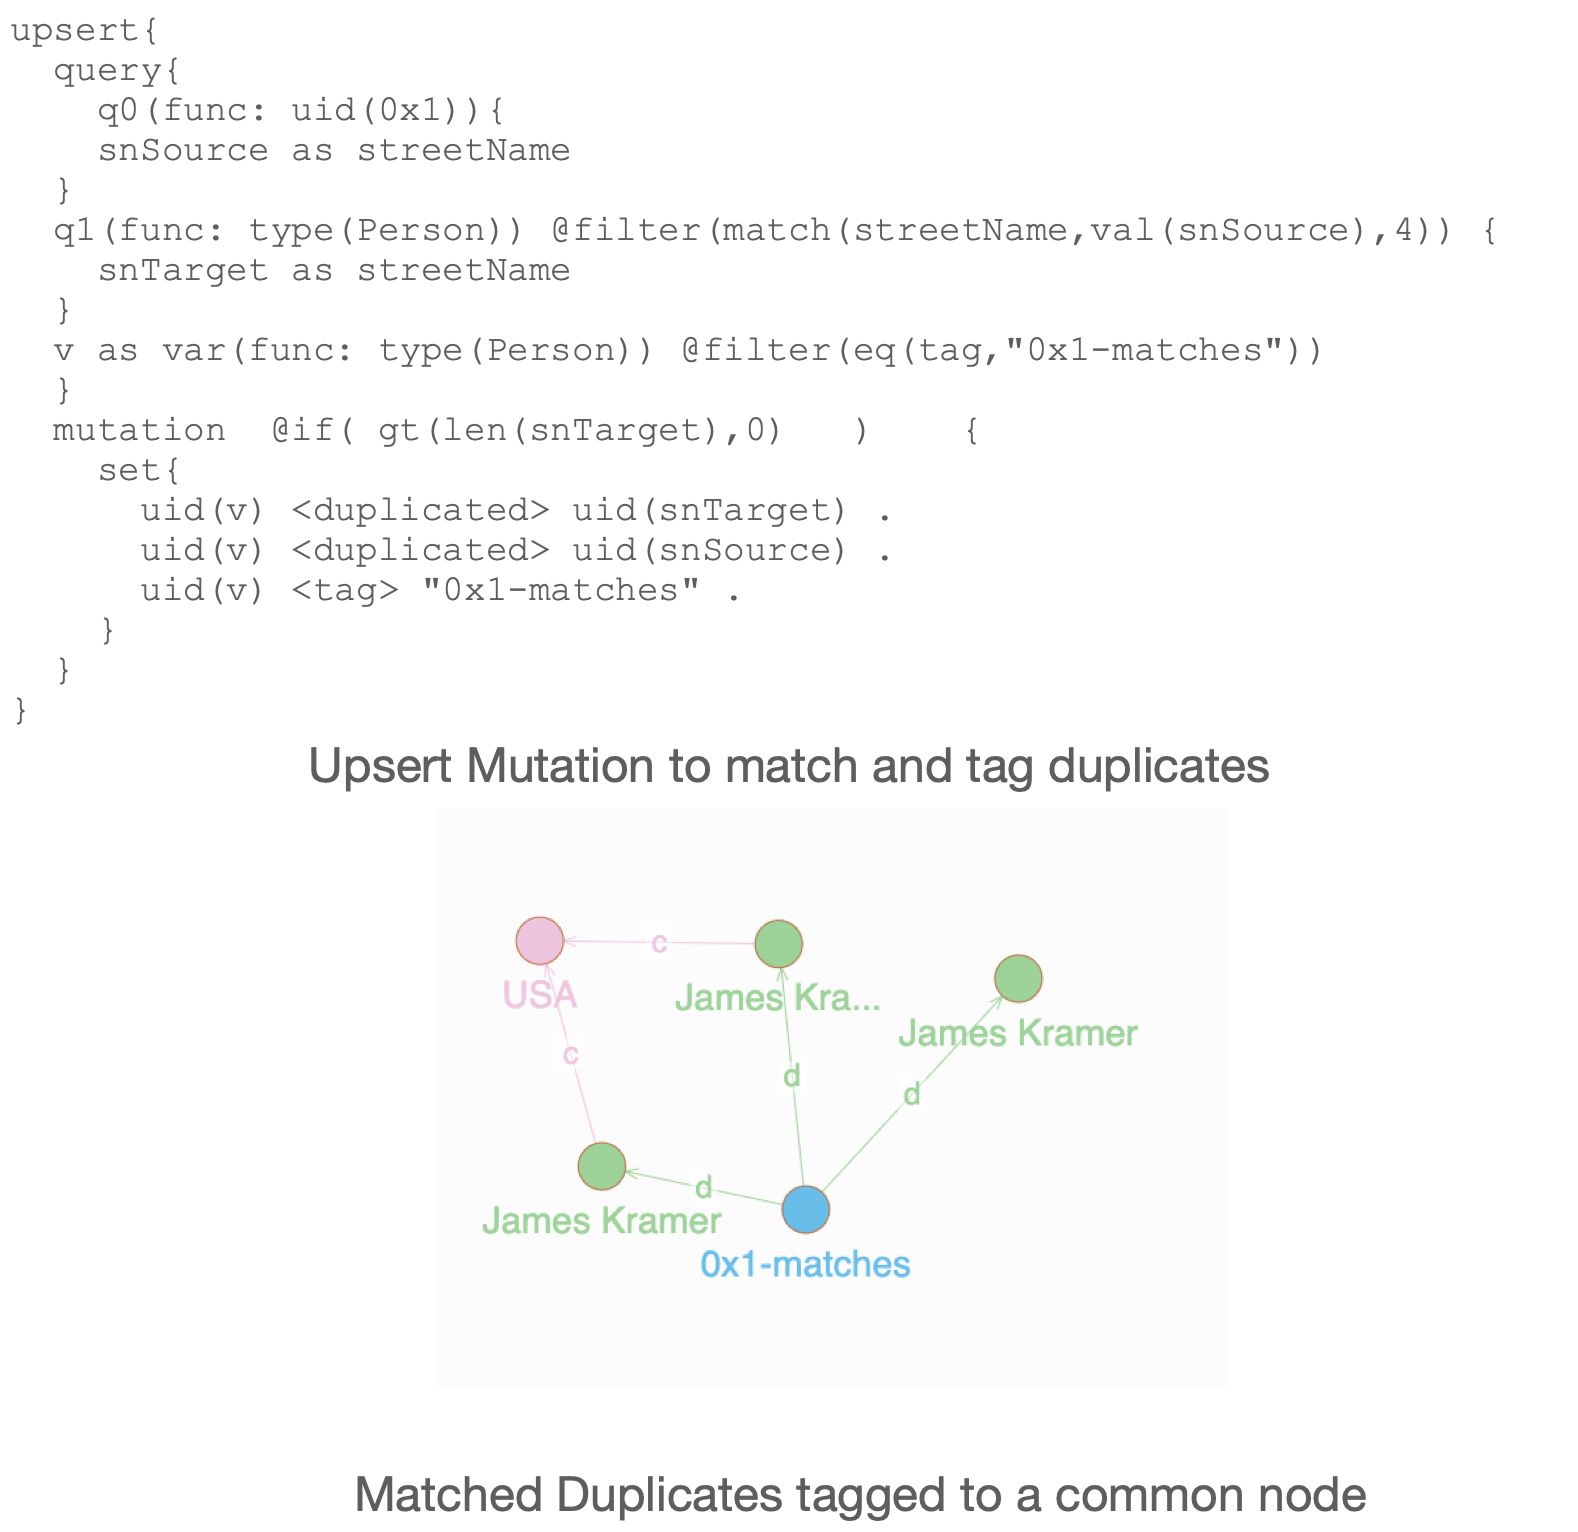 upsert{
  query{
    q0(func: uid(0x1)){
    snSource as streetName
  }
  q1(func: type(Person)) @filter(match(streetName,val(snSource),4)) {
    snTarget as streetName
  }
  v as var(func: type(Person)) @filter(eq(tag,"0x1-matches"))
  }
  mutation  @if( gt(len(snTarget),0)   )    {
    set{
      uid(v) <duplicated> uid(snTarget) .
      uid(v) <duplicated> uid(snSource) .
      uid(v) <tag> "0x1-matches" .
    }
  }
}
Upsert Mutation to match and tag duplicates
c
USA
James Kra...
James Kramer
c
d
d
d
James Kramer
0x1-matches
Matched Duplicates tagged to a common node